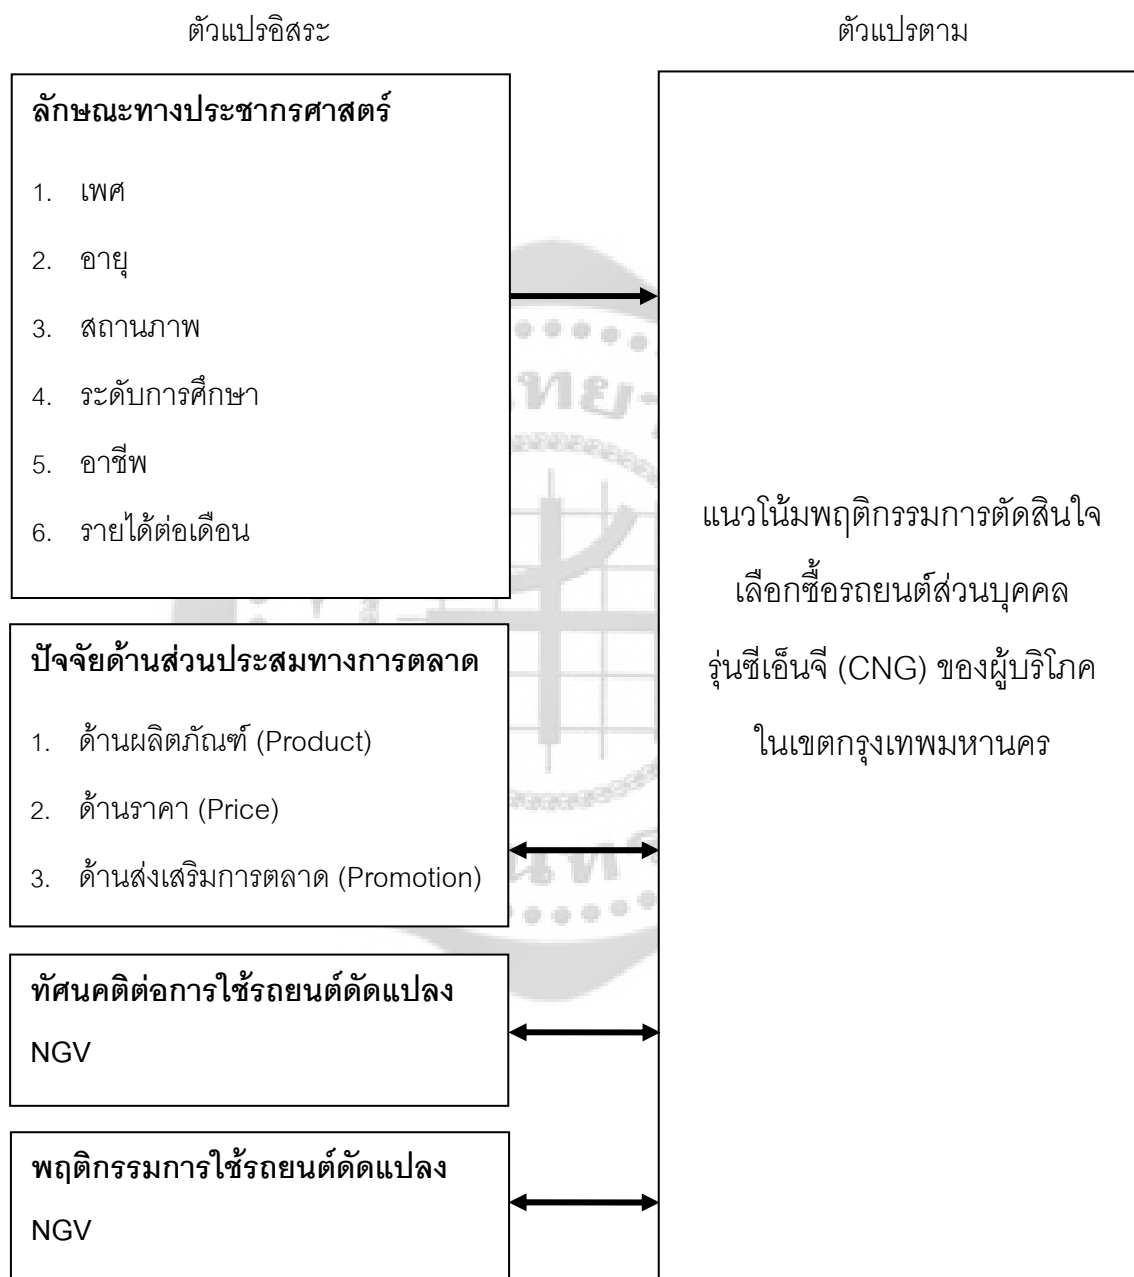 ตัวแปรอิสระ
ตัวแปรตาม
ลักษณะทางประชากรศาสตร์
1. เพศ
2. อายุ
3. สถานภาพ
4. ระดับการศึกษา
5. อาชีพ
6. รายได้ต่อเดือน
ปัจจัยด้านส่วนประสมทางการตลาด
1. ด้านผลิตภัณฑ์ (Product)
2. ด้านราคา (Price)
3. ด้านส่งเสริมการตลาด (Promotion)
ทัศนคติต่อการใช้รถยนต์ดัดแปลง
NGV
พฤติกรรมการใช้รถยนต์ดัดแปลง
NGV
แนวโน้มพฤติกรรมการตัดสินใจ
เลือกซื้อรถยนต์ส่วนบุคคล
รุ่นซีเอ็นจี (CNG) ของผู้บริโภค
ในเขตกรุงเทพมหานคร